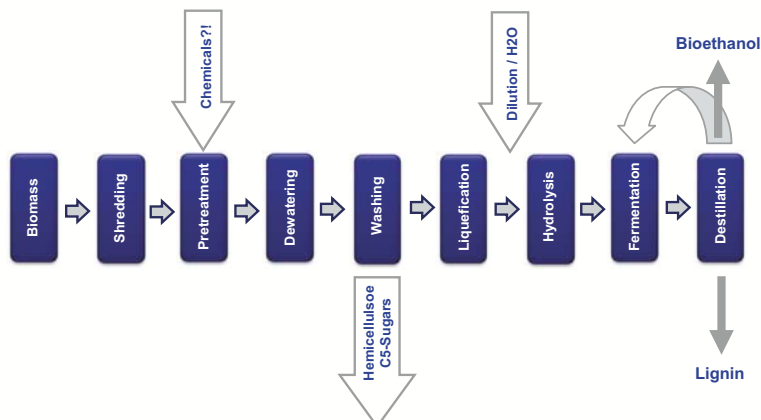 Chemicals?!
Dilution / H2O
Bioethanol
Biomass
Shredding
Pretreatment
Dewatering
Washing
Liquefication
Hydrolysis
Fermentation
Destillation
Hemicellulsoe
C5-Sugars
Lignin